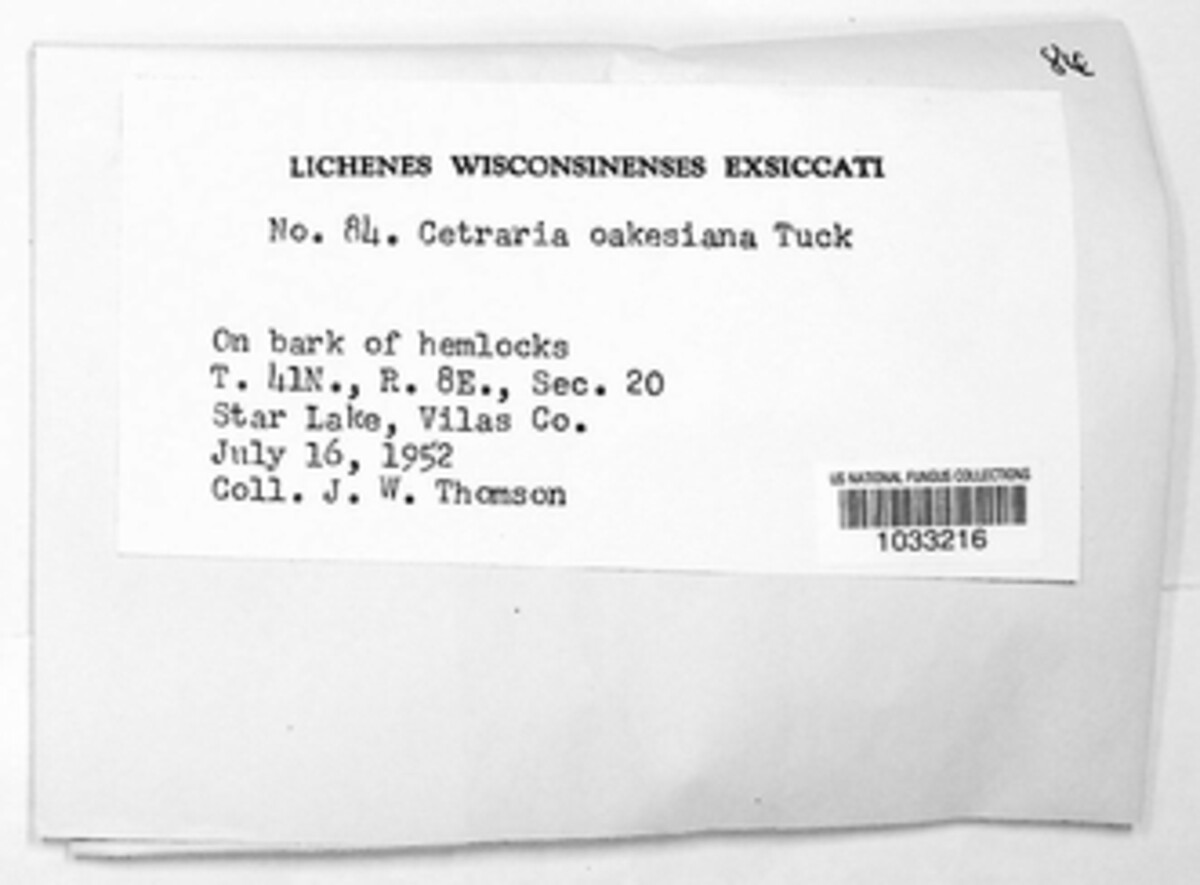 LICHENES WISCONSINENSES EXSICCATI
No. 84. Cetraria oakesiana Tuck
On bark of hemlocks
T. 41N., R. 8E., Sec. 20
Star Lake, Vilas Co.
July 16, 1952
Coll. J. W. Thomson
US NATIONAL FUNGUS COLLECTIONS
1033216